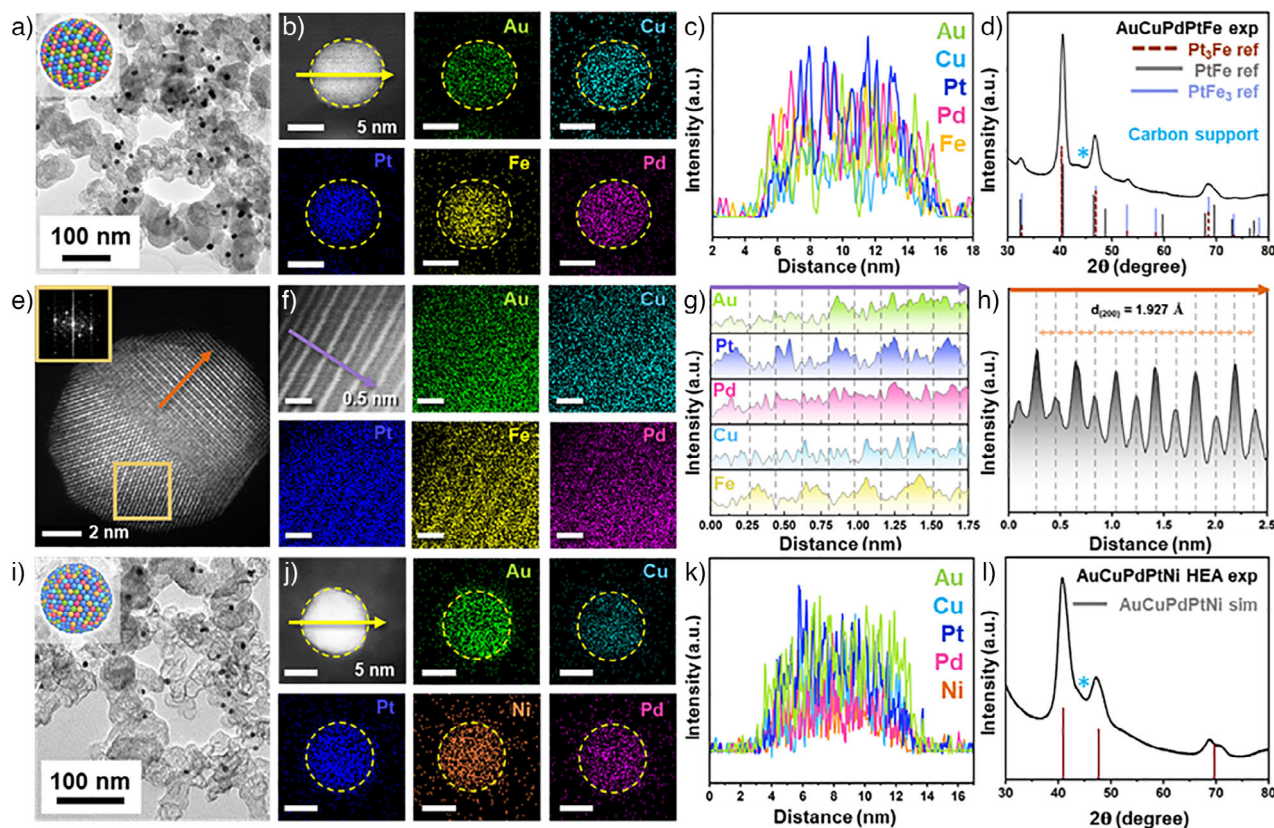 a)
100 nm
b)
5 nm
Au
Cu
Pt
Fe
Pd
c)
Intensity (a.u.)
Au
Cu
Pt
Pd
Fe
2 4 6 8 10 12 14 16 18
Distance (nm)
d)
Intensity (a.u.)
AuCuPdPtFe exp
Pt₃Fe ref
PtFe ref
PtFe₃ ref
Carbon support
*
30 40 50 60 70 80
2θ (degree)
e)
2 nm
f)
0.5 nm
Au
Cu
Pt
Fe
Pd
g)
Intensity (a.u.)
Au
Pt
Pd
Cu
Fe
0.00 0.25 0.50 0.75 1.00 1.25 1.50 1.75
Distance (nm)
h)
Intensity (a.u.)
d(200) = 1.927 Å
0.0 0.5 1.0 1.5 2.0 2.5
Distance (nm)
i)
100 nm
j)
5 nm
Au
Cu
Pt
Ni
Pd
k)
Intensity (a.u.)
Au
Cu
Pt
Pd
Ni
0 2 4 6 8 10 12 14 16
Distance (nm)
l)
Intensity (a.u.)
AuCuPdPtNi HEA exp
AuCuPdPtNi sim
*
30 40 50 60 70 80
2θ (degree)